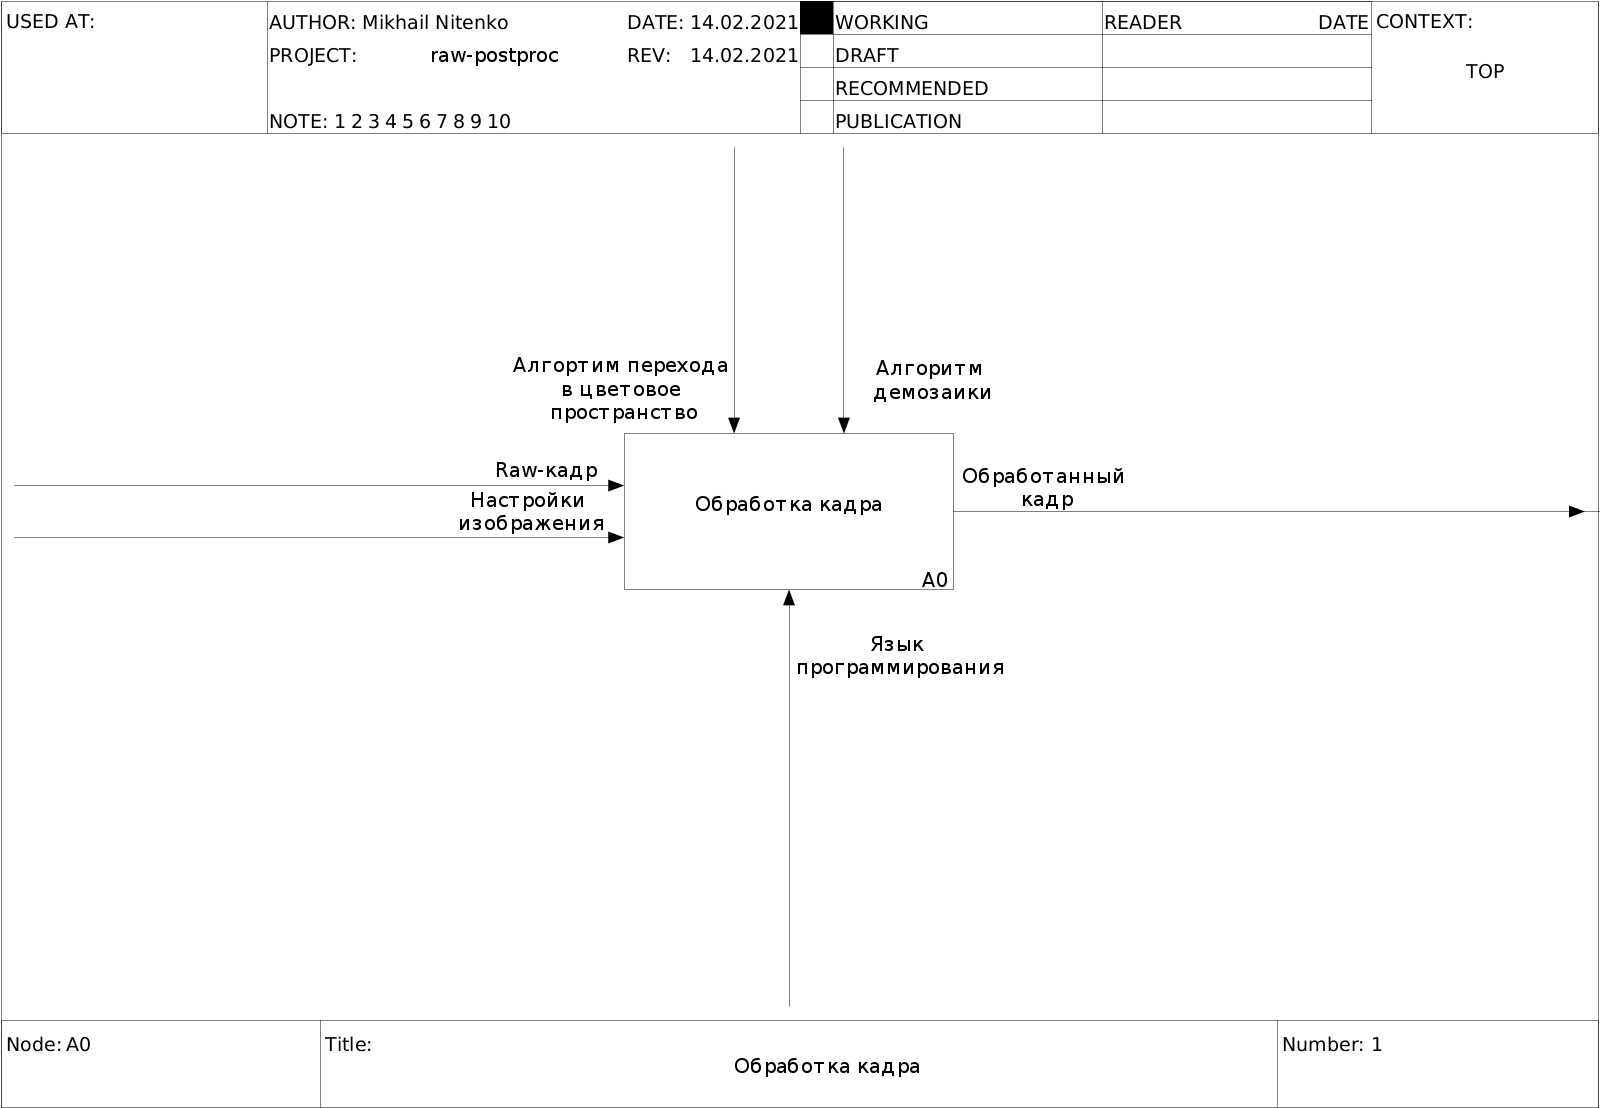 USED AT:
AUTHOR: Mikhail Nitenko
DATE: 14.02.2021
WORKING
READER
DATE
CONTEXT:
PROJECT:
raw-postproc
REV: 14.02.2021
DRAFT
TOP
RECOMMENDED
NOTE: 1 2 3 4 5 6 7 8 9 10
PUBLICATION
Алгортим перехода
в цветовое
пространство
Алгоритм
демозаики
Raw-кадр
Настройки
изображения
Обработка кадра
A0
Обработанный
кадр
Язык
программирования
Node: A0
Title:
Обработка кадра
Number: 1